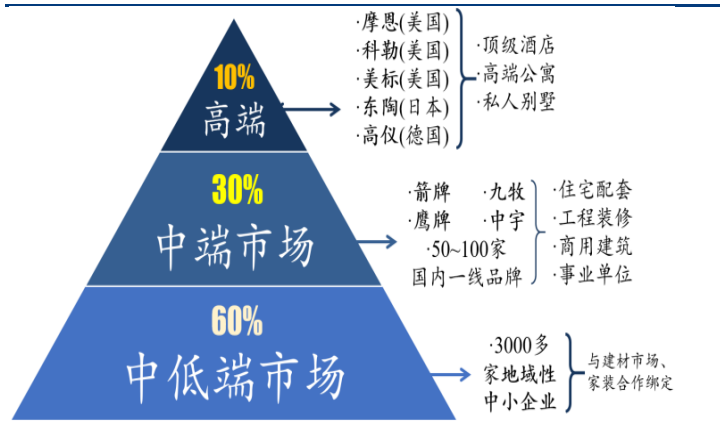 10%
高端
·摩恩(美国)
·科勒(美国)
·美标(美国)
·东陶(日本)
·高仪(德国)
·顶级酒店
·高端公寓
·私人别墅
30%
中端市场
·箭牌 ·九牧
·鹰牌 ·中宇
·50~100家
国内一线品牌
·住宅配套
·工程装修
·商用建筑
·事业单位
60%
中低端市场
·3000多
家地域性
中小企业
与建材市场、
家装合作绑定